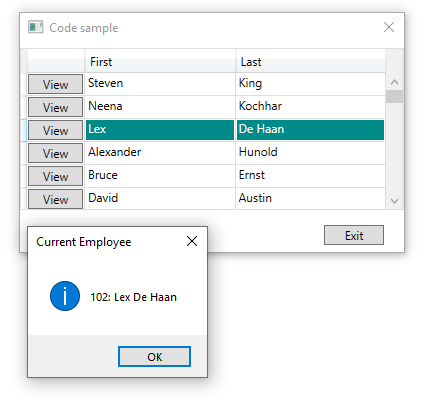 Code sample
First Last
View Steven King
View Neena Kochhar
View Lex De Haan
View Alexander Hunold
View Bruce Ernst
View David Austin
Exit
Current Employee
102: Lex De Haan
OK